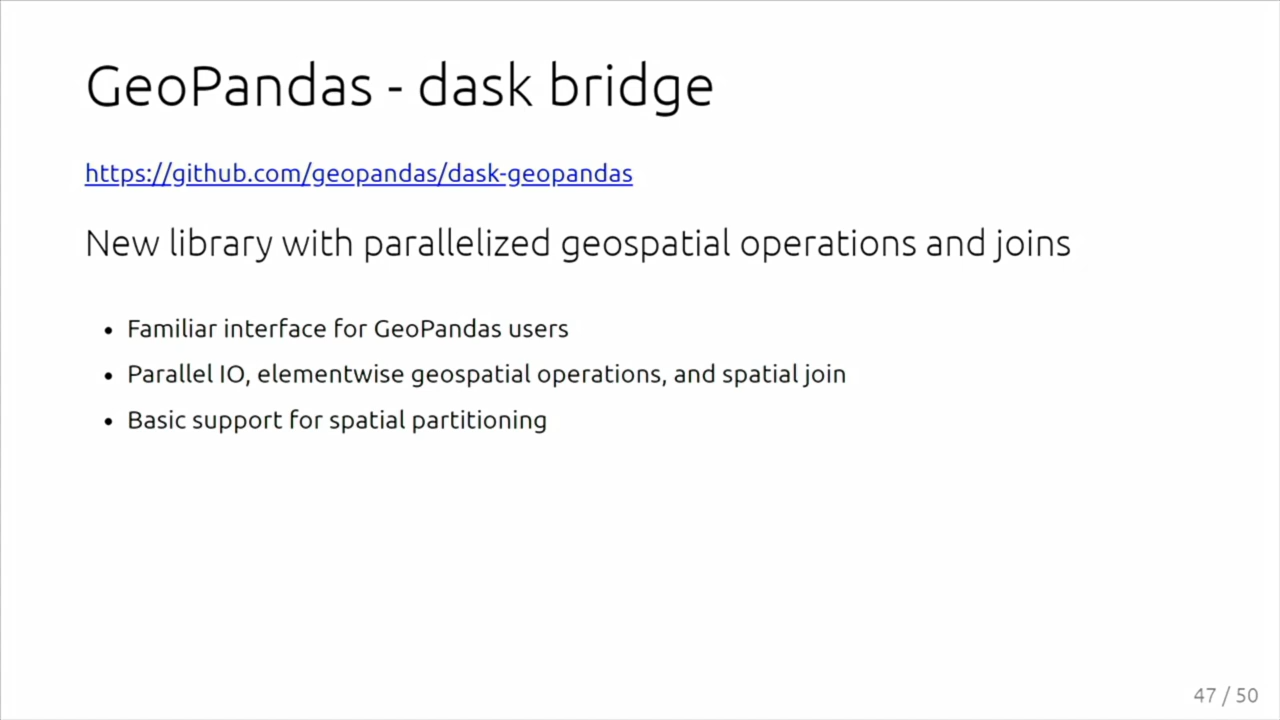 GeoPandas - dask bridge
https://github.com/geopandas/dask-geopandas
New library with parallelized geospatial operations and joins
• Familiar interface for GeoPandas users
• Parallel IO, elementwise geospatial operations, and spatial join
• Basic support for spatial partitioning
47 / 50